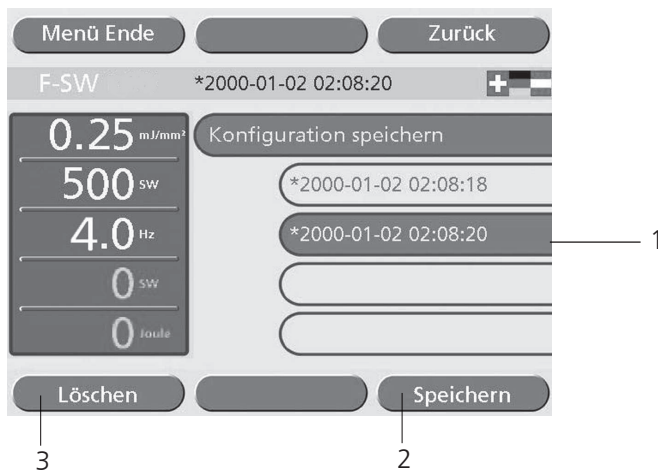 Menü Ende
Zurück
F-SW
*2000-01-02 02:08:20
0.25 mJ/mm²
Konfiguration speichern
500 SW
*2000-01-02 02:08:18
4.0 Hz
*2000-01-02 02:08:20
1
0 SW
0 Joule
Löschen
Speichern
3
2